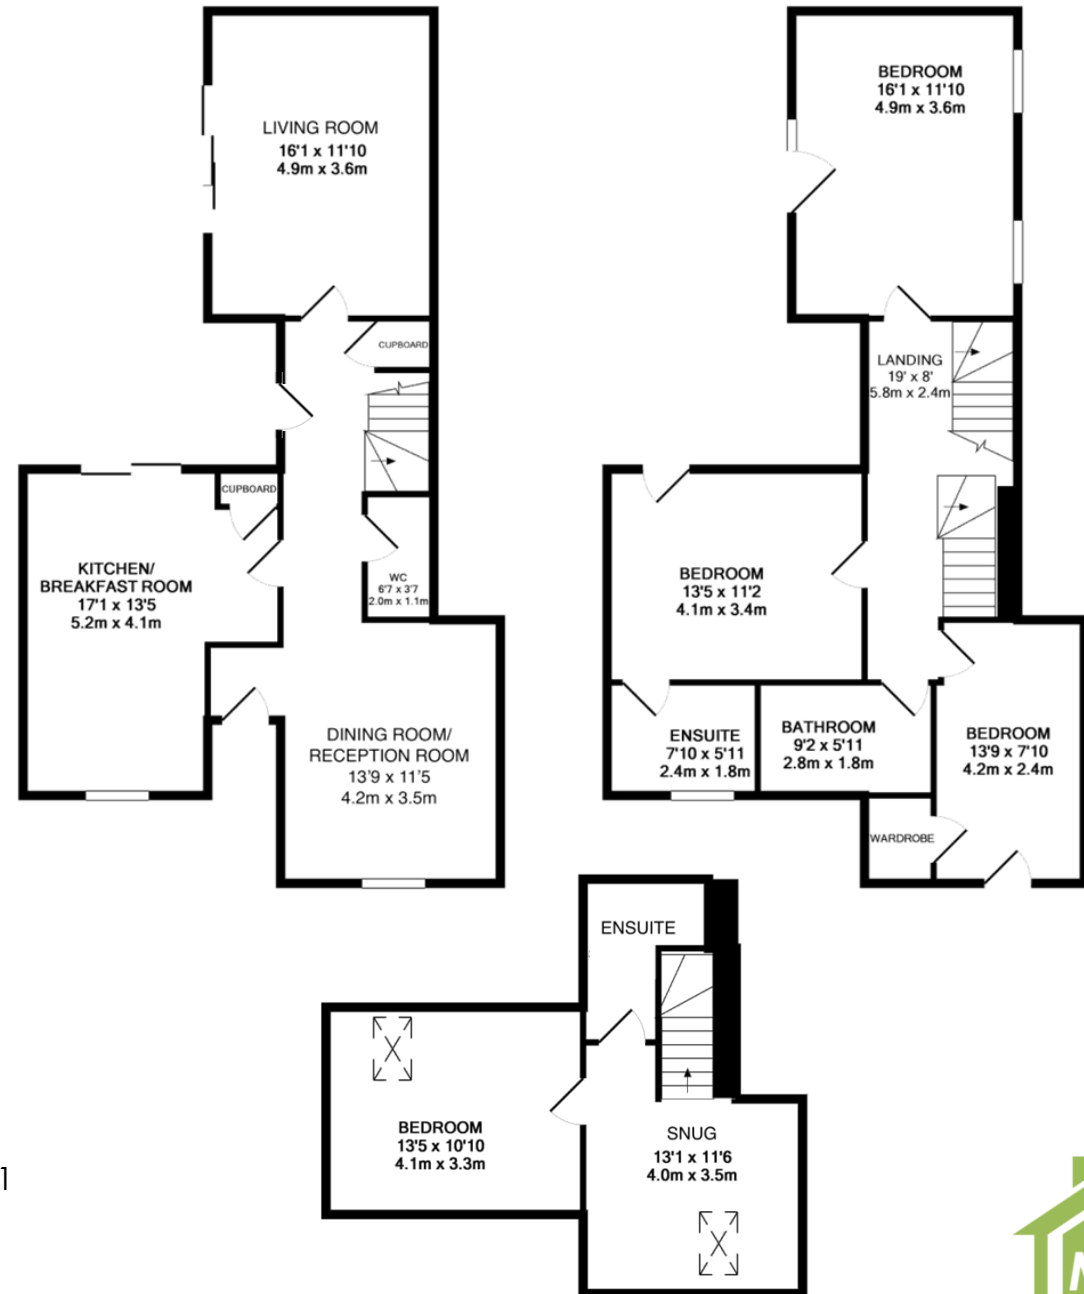 LIVING ROOM
16'1 x 11'10
4.9m x 3.6m
CUPBOARD
CUPBOARD
KITCHEN/
BREAKFAST ROOM
17'1 x 13'5
5.2m x 4.1m
WC
6'7 x 3'7
2.0m x 1.1m
DINING ROOM/
RECEPTION ROOM
13'9 x 11'5
4.2m x 3.5m
BEDROOM
16'1 x 11'10
4.9m x 3.6m
LANDING
19' x 8'
5.8m x 2.4m
BEDROOM
13'5 x 11'2
4.1m x 3.4m
ENSUITE
7'10 x 5'11
2.4m x 1.8m
BATHROOM
9'2 x 5'11
2.8m x 1.8m
BEDROOM
13'9 x 7'10
4.2m x 2.4m
WARDROBE
ENSUITE
BEDROOM
13'5 x 10'10
4.1m x 3.3m
SNUG
13'1 x 11'6
4.0m x 3.5m
1